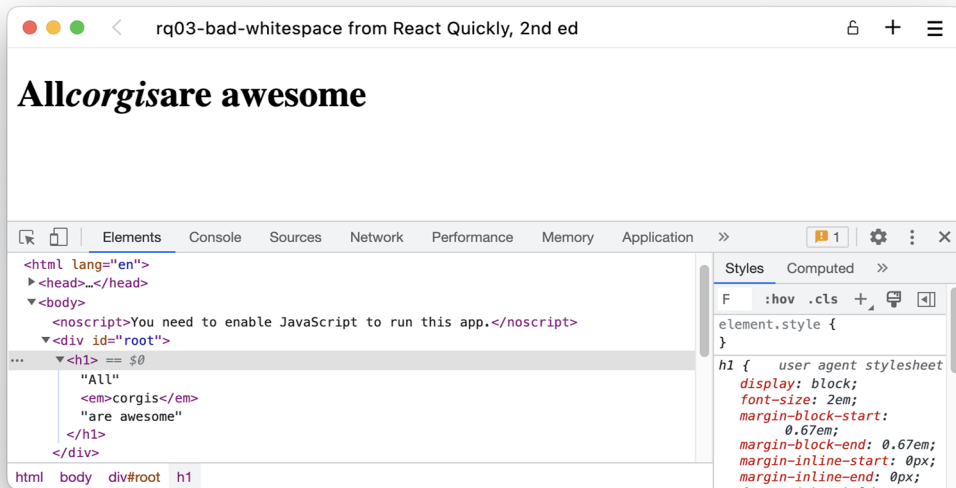 rq03-bad-whitespace from React Quickly, 2nd ed
Allcorgisare awesome
Elements Console Sources Network Performance Memory Application » 1
<html lang="en">
<head>…</head>
<body>
<noscript>You need to enable JavaScript to run this app.</noscript>
<div id="root">
<h1> == $0
"All"
<em>corgis</em>
"are awesome"
</h1>
</div>
html body div#root h1
Styles Computed »
F :hov .cls +
element.style {
}
h1 { user agent stylesheet
display: block;
font-size: 2em;
margin-block-start:
0.67em;
margin-block-end: 0.67em;
margin-inline-start: 0px;
margin-inline-end: 0px;